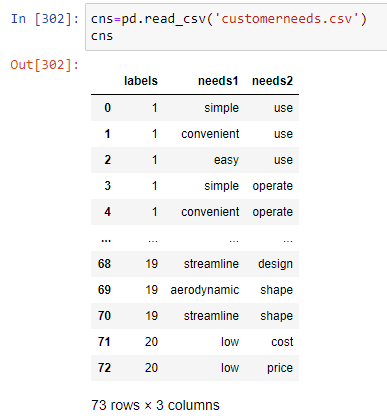 In [302]: cns=pd.read_csv('customerneeds.csv')
cns
Out[302]:
labels needs1 needs2
0 1 simple use
1 1 convenient use
2 1 easy use
3 1 simple operate
4 1 convenient operate
... ... ... ...
68 19 streamline design
69 19 aerodynamic shape
70 19 streamline shape
71 20 low cost
72 20 low price
73 rows × 3 columns